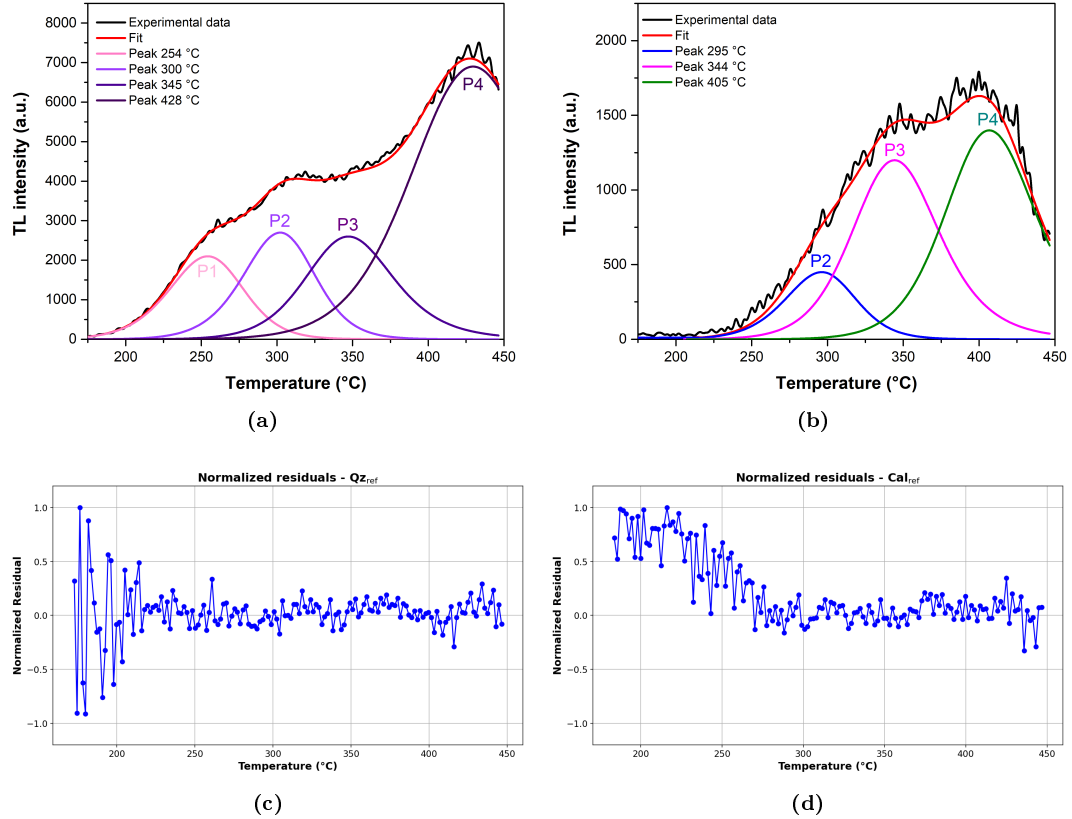 8000
7000
6000
5000
4000
3000
2000
1000
0
TL intensity (a.u.)
Experimental data
Fit
Peak 254 °C
Peak 300 °C
Peak 345 °C
Peak 428 °C
P1
P2
P3
P4
200
250
300
350
400
450
Temperature (°C)
(a)
2000
1500
1000
500
0
TL intensity (a.u.)
Experimental data
Fit
Peak 295 °C
Peak 344 °C
Peak 405 °C
P2
P3
P4
200
250
300
350
400
450
Temperature (°C)
(b)
Normalized residuals - Qz_ref
1.0
0.5
0.0
−0.5
−1.0
Normalized Residual
200
250
300
350
400
450
Temperature (°C)
(c)
Normalized residuals - Cal_ref
1.0
0.5
0.0
−0.5
−1.0
Normalized Residual
200
250
300
350
400
450
Temperature (°C)
(d)